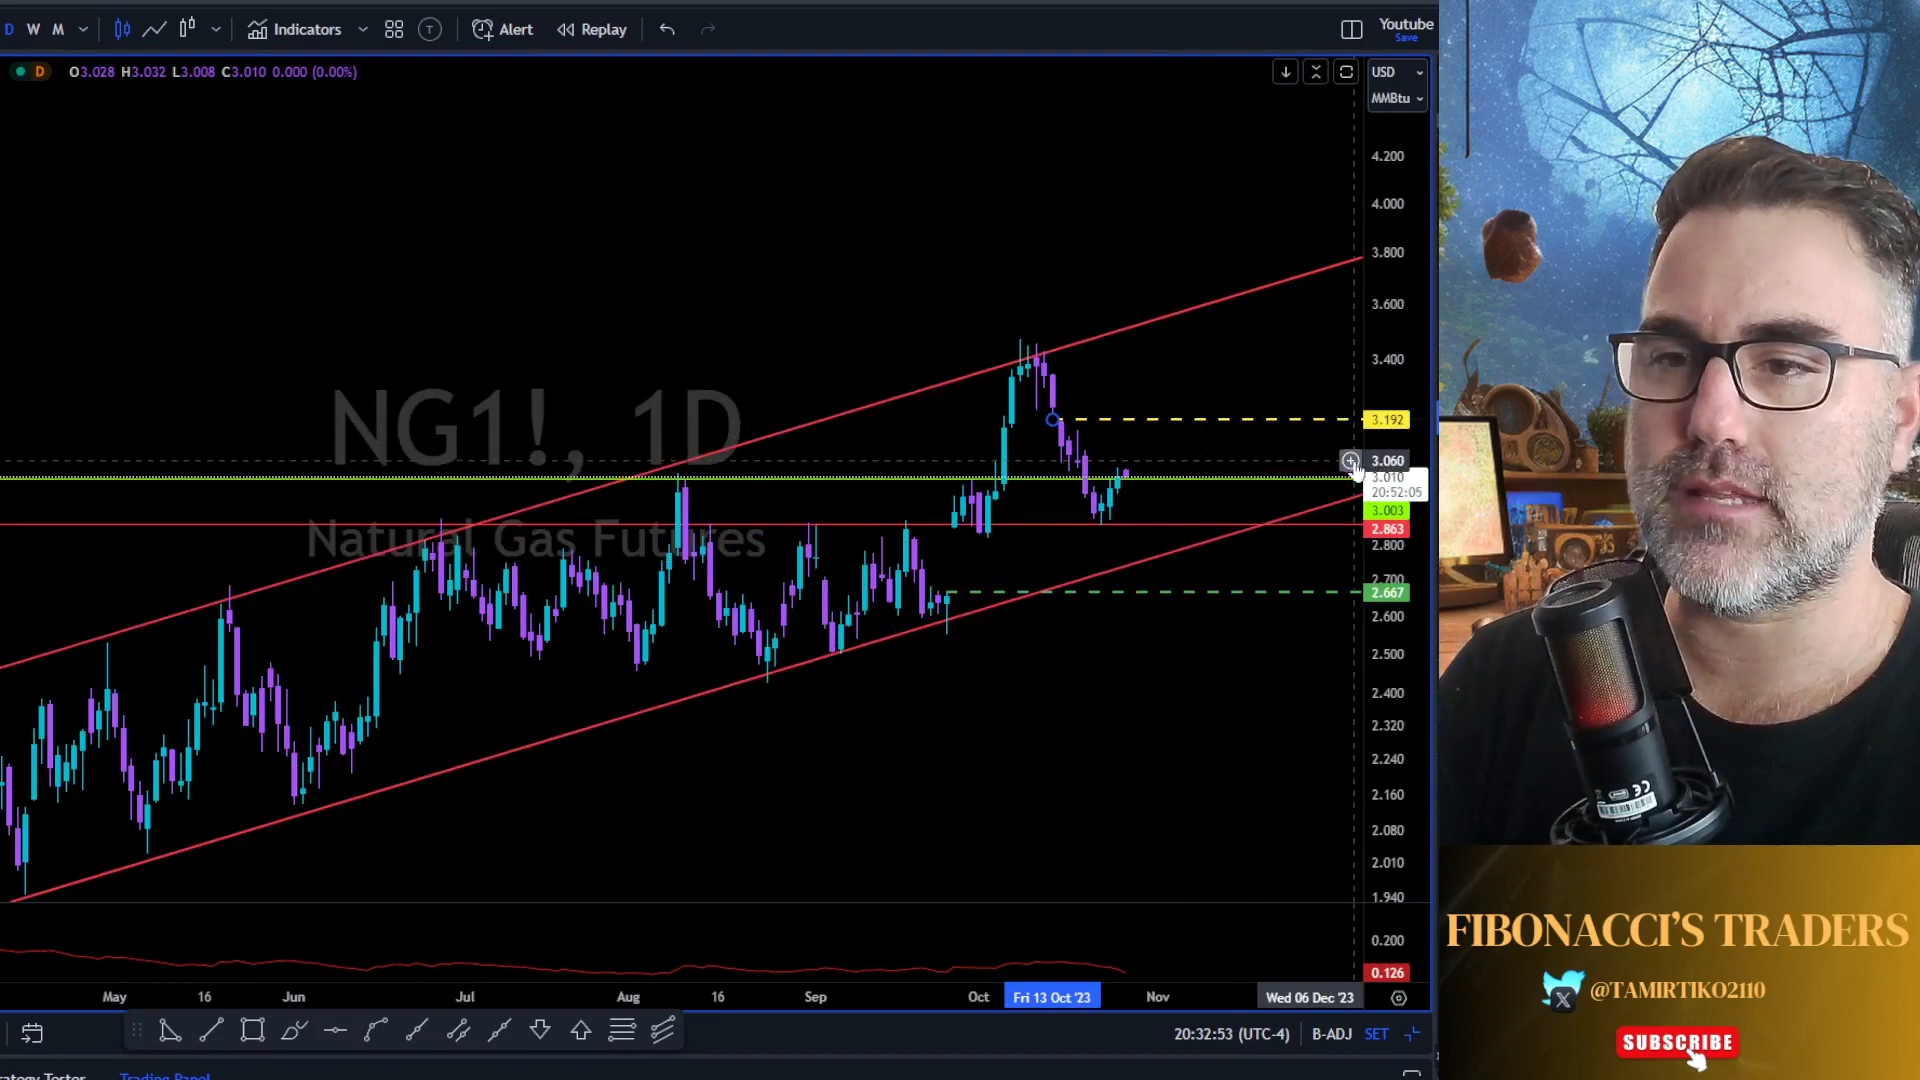 D W M Indicators T Alert Replay Youtube
Save
D O3.028 H3.032 L3.008 C3.010 0.000 (0.00%)
USD
MMBtu
4.200
4.000
3.800
3.600
3.400
3.192
3.060
3.010
20:52:05
3.003
2.863
2.800
2.700
2.667
2.600
2.500
2.400
2.320
2.240
2.160
2.080
2.010
1.940
0.200
0.126
NG1!, 1D
Natural Gas Futures
May 16 Jun Jul Aug 16 Sep Oct Fri 13 Oct '23 Nov Wed 06 Dec '23
20:32:53 (UTC-4) B-ADJ SET
Tester Trading Panel
FIBONACCI'S TRADERS
X @TAMIRTIKO2110
SUBSCRIBE